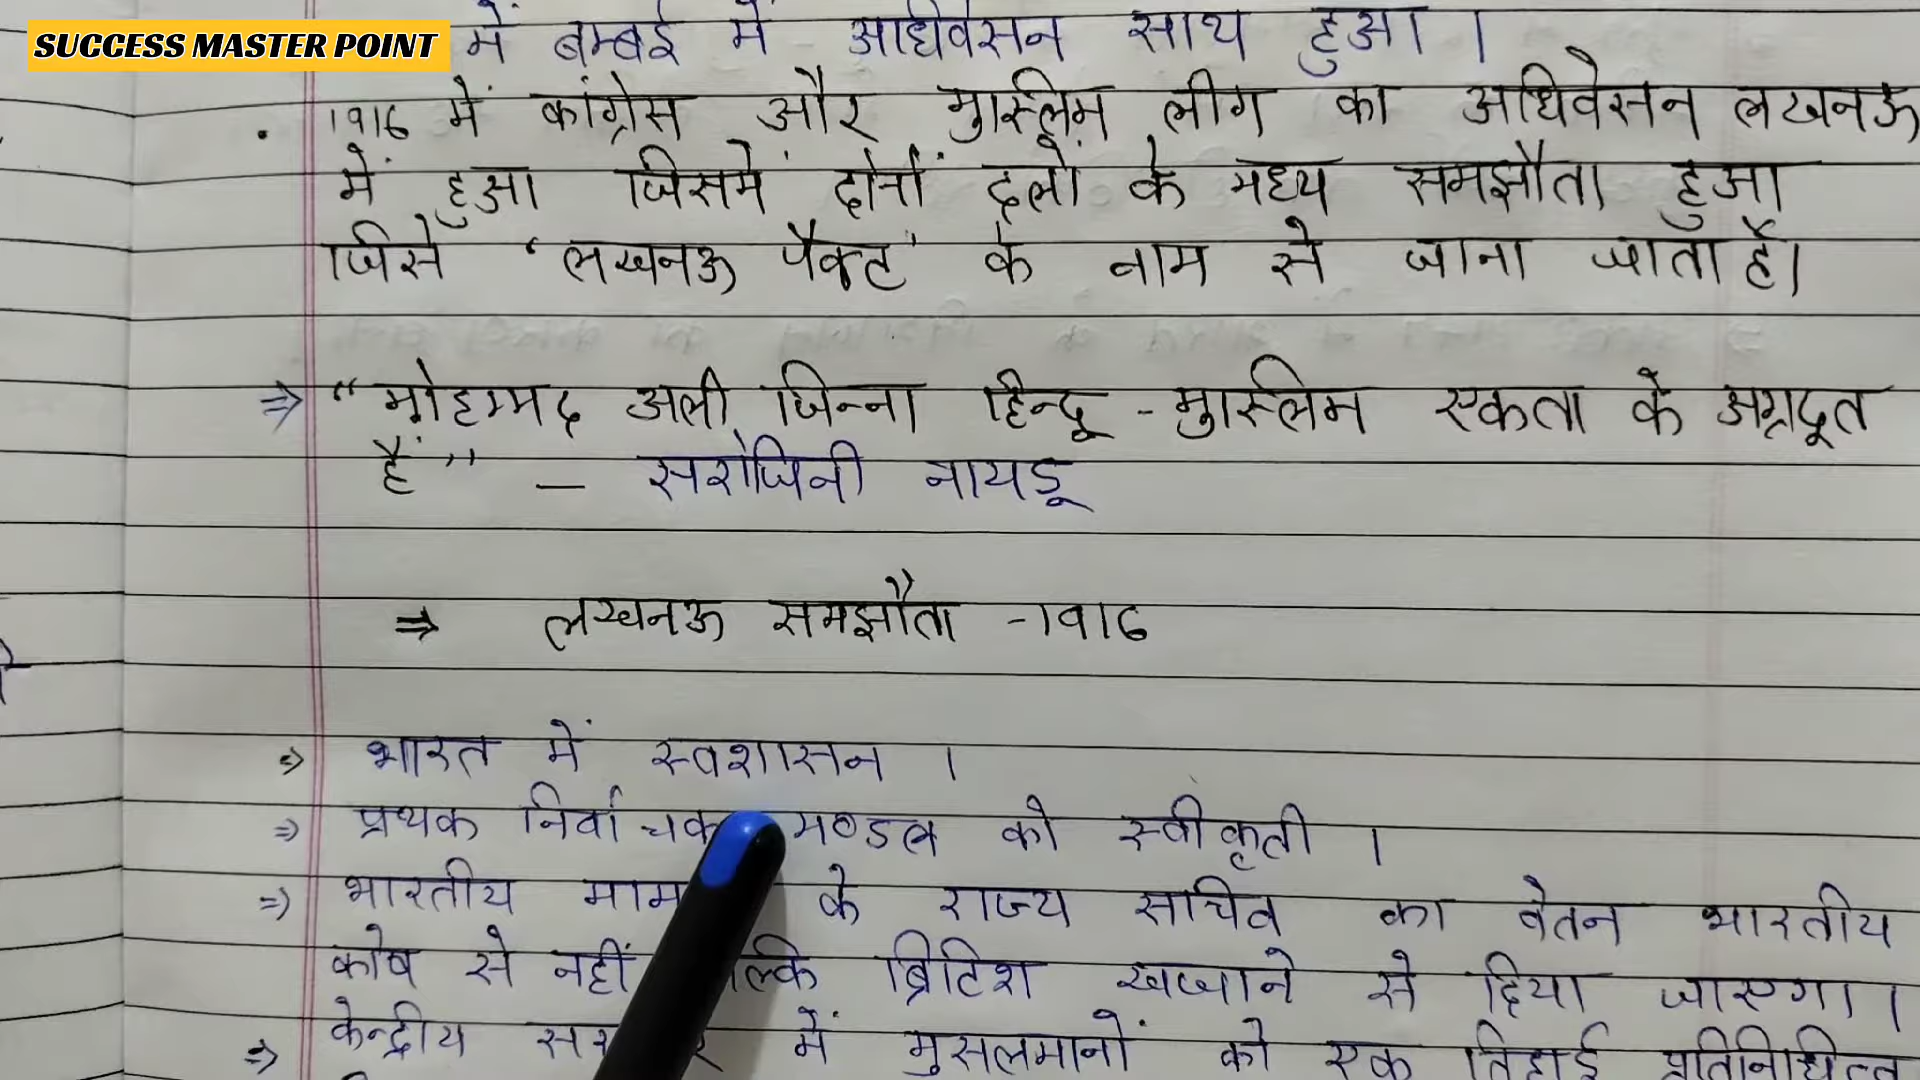 SUCCESS MASTER POINT
में बम्बई में अधिवेसन साथ हुआ ।
. 1916 में कांग्रेस और मुस्लिम लीग का अधिवेसन लखनऊ
में हुआ जिसमें दोनों दलों के मध्य समझौता हुआ
जिसे 'लखनऊ पैक्ट' के नाम से जाना जाता है।
⇒ “ मोहम्मद अली जिन्ना हिन्दू - मुस्लिम एकता के अग्रदूत
हैं ” – सरोजिनी नायडू
⇒ लखनऊ समझौता - 1916
⇒ भारत में स्वशासन ।
⇒ प्रथक निर्वाचक मण्डल को स्वीकृती ।
⇒ भारतीय के राज्य सचिव का वेतन भारतीय
कोष से नहीं ब्रिटिश खजाने से दिया जाएगा ।
⇒ केन्द्रीय में मुसलमानों को एक तिहाई प्रतिनिधित्व